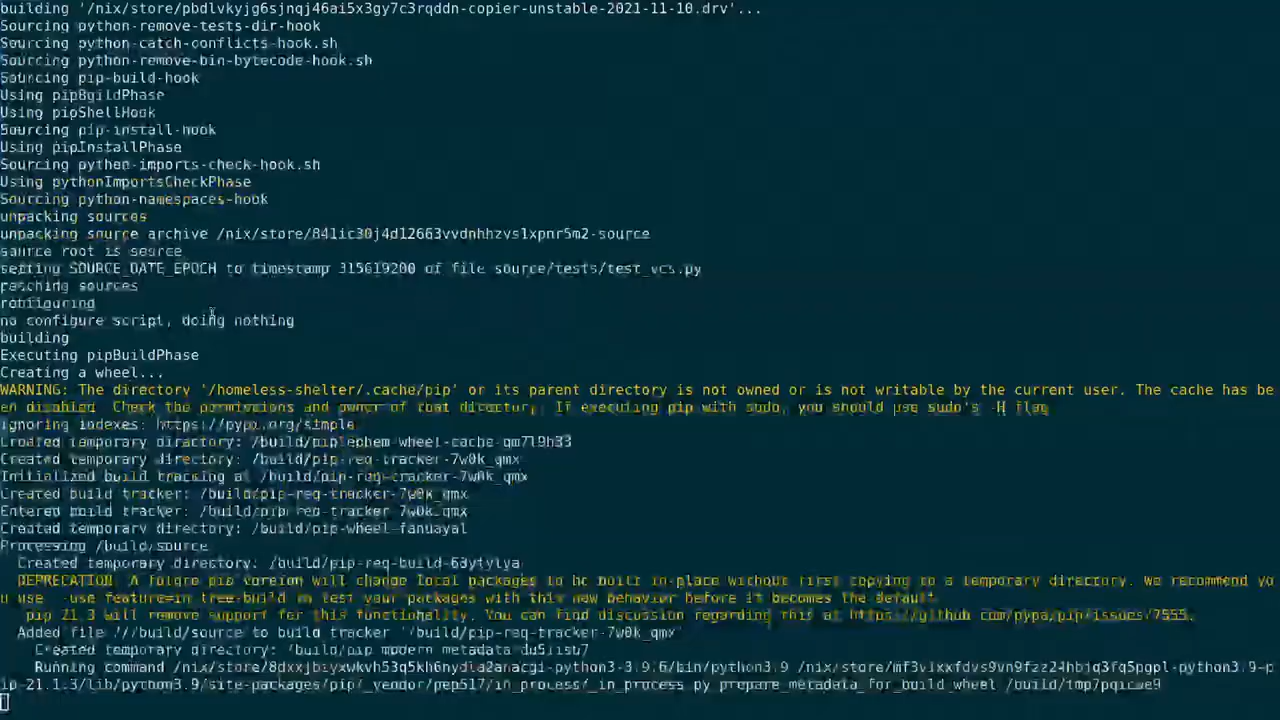 building '/nix/store/pbdlvkyjg6sjnqj46ai5x3gy7c3rqddn-copier-unstable-2021-11-10.drv'...
Sourcing python-remove-tests-dir-hook
Sourcing python-catch-conflicts-hook.sh
Sourcing python-remove-bin-bytecode-hook.sh
Sourcing pip-build-hook
Using pipBuildPhase
Using pipShellHook
Sourcing pip-install-hook
Using pipInstallPhase
Sourcing python-imports-check-hook.sh
Using pythonImportsCheckPhase
Sourcing python-namespaces-hook
unpacking sources
unpacking source archive /nix/store/841ic30j4d12663vvdnhhzvs1xpnr5m2-source
source root is source
setting SOURCE_DATE_EPOCH to timestamp 315619200 of file source/tests/test_vcs.py
patching sources
configuring
no configure script, doing nothing
building
Executing pipBuildPhase
Creating a wheel...
WARNING: The directory '/homeless-shelter/.cache/pip' or its parent directory is not owned or is not writable by the current user. The cache has be
en disabled. Check the permissions and owner of that directory. If executing pip with sudo, you should use sudo's -H flag
Ignoring indexes: https://pypi.org/simple
Created temporary directory: /build/pip-ephem-wheel-cache-qm7l9h33
Created temporary directory: /build/pip-req-tracker-7w0k_qmx
Initialized build tracking at /build/pip-req-tracker-7w0k_qmx
Created build tracker: /build/pip-req-tracker-7w0k_qmx
Entered build tracker: /build/pip-req-tracker-7w0k_qmx
Created temporary directory: /build/pip-wheel-fanuayal
Processing /build/source
Created temporary directory: /build/pip-req-build-63ytylya
DEPRECATION: A future pip version will change local packages to be built in-place without first copying to a temporary directory. We recommend yo
u use --use-feature=in-tree-build to test your packages with this new behavior before it becomes the default.
pip 21.3 will remove support for this functionality. You can find discussion regarding this at https://github.com/pypa/pip/issues/7555.
Added file:///build/source to build tracker '/build/pip-req-tracker-7w0k_qmx'
Created temporary directory:
Running command /nix/store/8dxxjbiyxwkvh53q5kh6nydla2anacgi-python3-3.9.6/bin/python3.9 /nix/store/mf3vlxxfdvs9vn9fzz24hbjq3fq5pgpl-python3.9-p
ip-21.1.3/lib/python3.9/site-packages/pip/_vendor/pep517/in_process/_in_process.py prepare_metadata_for_build_wheel